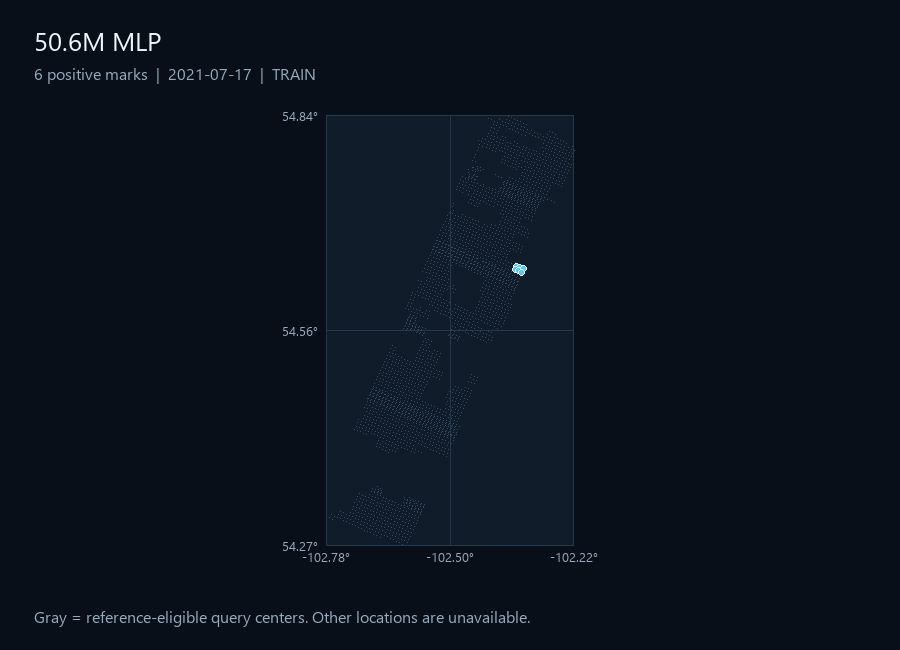 50.6M MLP
6 positive marks | 2021-07-17 | TRAIN
54.84°
54.56°
54.27°
-102.78°
-102.50°
-102.22°
Gray = reference-eligible query centers. Other locations are unavailable.